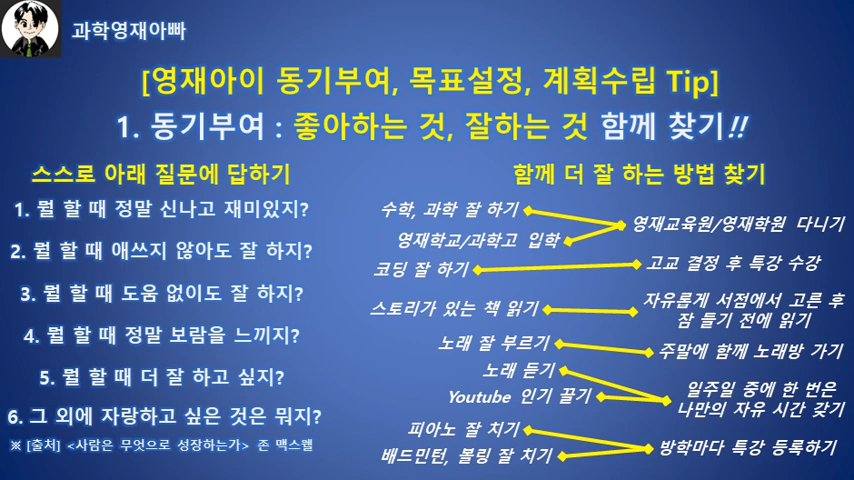 과학영재아빠
[영재아이 동기부여, 목표설정, 계획수립 Tip]
1. 동기부여 : 좋아하는 것, 잘하는 것 함께 찾기!!
스스로 아래 질문에 답하기
1. 뭘 할 때 정말 신나고 재미있지?
2. 뭘 할 때 애쓰지 않아도 잘 하지?
3. 뭘 할 때 도움 없이도 잘 하지?
4. 뭘 할 때 정말 보람을 느끼지?
5. 뭘 할 때 더 잘 하고 싶지?
6. 그 외에 자랑하고 싶은 것은 뭐지?
※ [출처] <사람은 무엇으로 성장하는가> 존 맥스웰
함께 더 잘 하는 방법 찾기
수학, 과학 잘 하기
영재학교/과학고 입학
영재교육원/영재학원 다니기
코딩 잘 하기
고교 결정 후 특강 수강
스토리가 있는 책 읽기
자유롭게 서점에서 고른 후
잠 들기 전에 읽기
노래 잘 부르기
주말에 함께 노래방 가기
노래 듣기
Youtube 인기 끌기
일주일 중에 한 번은
나만의 자유 시간 갖기
피아노 잘 치기
배드민턴, 볼링 잘 치기
방학마다 특강 등록하기